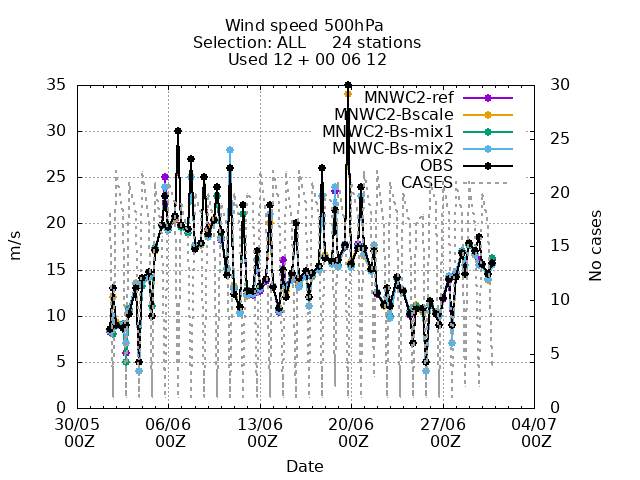 Wind speed 500hPa
Selection: ALL 24 stations
Used 12 + 00 06 12
35 30
MNWC2-ref
MNWC2-Bscale
30 25
MNWC2-Bs-mix1
MNWC-Bs-mix2
OBS
25 20
CASES
20
15
m/s
No cases
15
10
10
5
5
0 0
30/05 06/06 13/06 20/06 27/06 04/07
00Z 00Z 00Z 00Z 00Z 00Z
Date